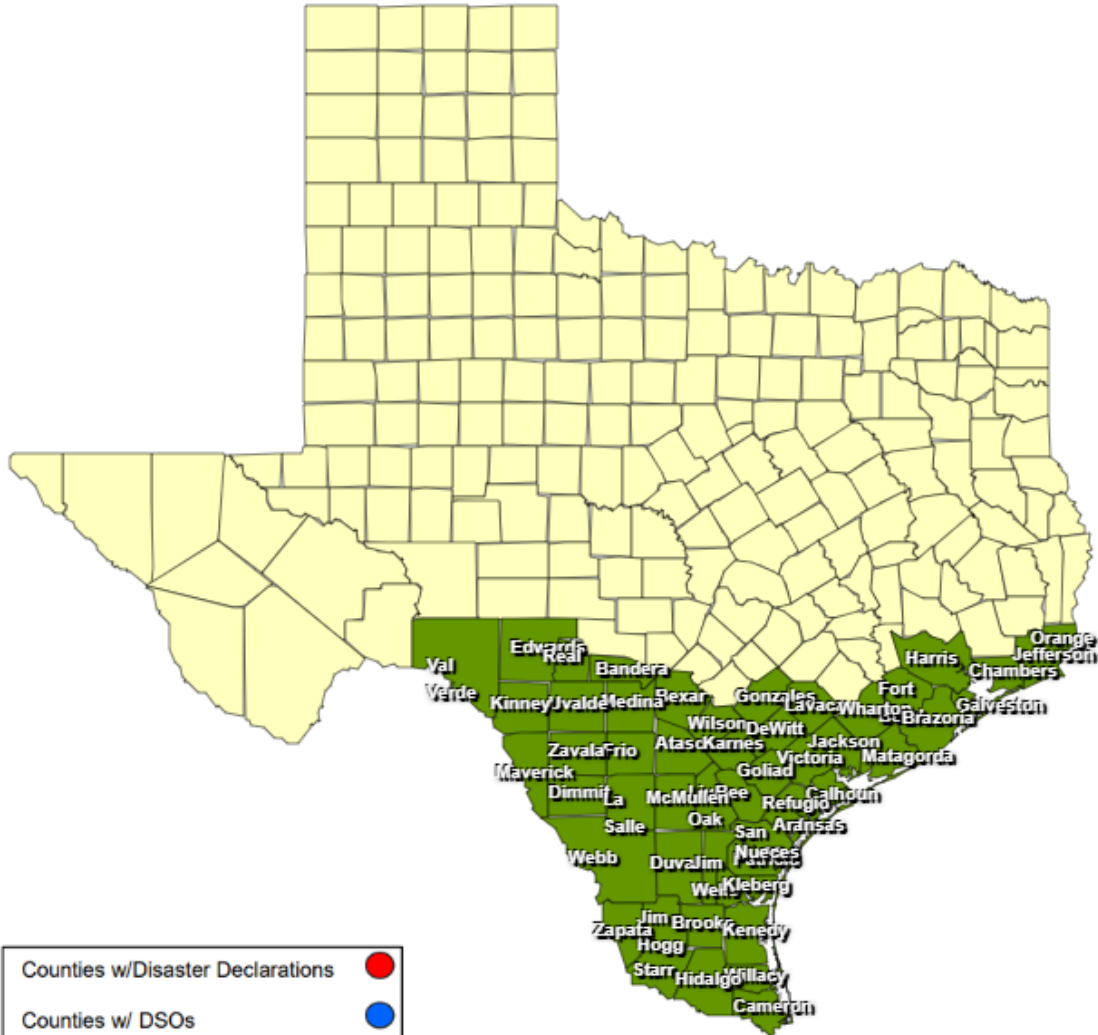 Orange
Edwards
Real
Jefferson
Harris
Val
Bandera
Chambers
Verde
Fort
Kinney
Uvalde
Medina
Bexar
Gonzales
Lavaca
Wharton
Galveston
Brazoria
Wilson
DeWitt
Zavala
Frio
Karnes
Jackson
Victoria
Matagorda
Maverick
Goliad
Dimmit
La
McMullen
Bee
Calhoun
Refugio
Salle
Oak
San
Aransas
Webb
Duval
Jim
Nueces
Kleberg
Jim
Brooks
Zapata
Kenedy
Hogg
Starr
Hidalgo
Willacy
Cameron
Counties w/Disaster Declarations
Counties w/ DSOs